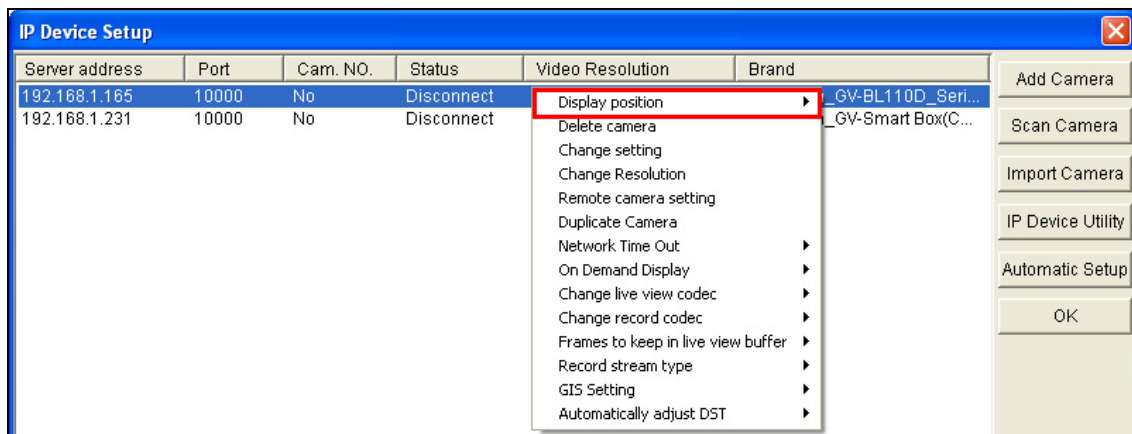 IP Device Setup
Server address Port Cam. NO. Status Video Resolution Brand
192.168.1.165 10000 No Disconnect _GV-BL110D_Seri...
192.168.1.231 10000 No Disconnect _GV-Smart Box(C...
Display position
Delete camera
Change setting
Change Resolution
Remote camera setting
Duplicate Camera
Network Time Out
On Demand Display
Change live view codec
Change record codec
Frames to keep in live view buffer
Record stream type
GIS Setting
Automatically adjust DST
Add Camera
Scan Camera
Import Camera
IP Device Utility
Automatic Setup
OK